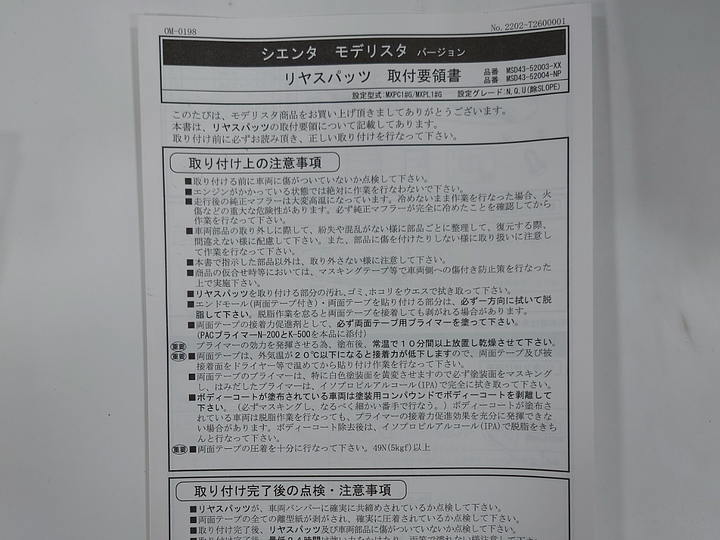 OM-0198
No. 2202-T2600001
シエンタ モデリスタ バージョン
リヤスパッツ 取付要領書
品番 MSD43-52003-XX
品番 MSD43-52004-NP
設定型式:MXPC1#G/MXPL1#G 設定グレード:N,Q,U(除SLOPE)
このたびは、モデリスタ商品をお買い上げ頂きましてありがとうございます。
本書は、リヤスパッツの取付要領について記載してあります。
取り付け前に必ずお読み頂き、正しい取り付けを行なって下さい。
取り付け上の注意事項
■取り付ける前に車両に傷がついていないか点検して下さい。
■エンジンがかかっている状態では絶対に作業を行なわないで下さい。
■走行後の純正マフラーは大変高温になっています。冷めないまま作業を行なった場合、火
傷などの重大な危険性があります。必ず純正マフラーが完全に冷めたことを確認してから
作業を行なって下さい。
■車両部品の取り外しに際して、紛失や混乱がない様に部品ごとに整理して、復元する際、
間違えない様に配慮して下さい。また、部品に傷を付けたりしない様に取り扱いに注意し
て作業を行なって下さい。
■本書で指示した部品以外は、取り外さない様に注意して下さい。
■商品の仮合せ時等においては、マスキングテープ等で車両側への傷付き防止策を行なった
上で実施下さい。
■リヤスパッツを取り付ける部分の汚れ、ゴミ、ホコリをウエスで拭き取って下さい。
■エンドモール(両面テープ付き)・両面テープを貼り付ける部分は、必ず一方向に拭いて脱
脂して下さい。脱脂作業を怠ると両面テープを接着しても剥がれる場合があります。
■両面テープの接着力促進剤として、必ず両面テープ用プライマーを塗って下さい。
(PACプライマーN-200とK-500を本品に添付)
重要 プライマーの効力を発揮させる為、塗布後、常温で10分間以上放置し乾燥させて下さい。
重要 ■両面テープは、外気温が20℃以下になると接着力が低下しますので、両面テープ及び被
接着面をドライヤー等で温めてから貼り付け作業を行なって下さい。
■両面テープのプライマーは、特に白色塗装面を黄変させますので必ず塗装面をマスキング
し、はみだしたプライマーは、イソプロピルアルコール(IPA)で完全に拭き取って下さい。
■ボディーコートが塗布されている車両は塗装用コンパウンドでボディーコートを剥離して
下さい。(必ずマスキングし、なるべく細かい番手で行なう。)ボディーコートが塗布さ
れている車両は脱脂作業を行なっても、プライマーの接着力促進効果を充分に発揮できな
い場合があります。ボディーコート除去後は、イソプロピルアルコール(IPA)で脱脂をきち
んと行なって下さい。
重要 ■両面テープの圧着を十分に行なって下さい。49N(5kgf)以上
取り付け完了後の点検・注意事項
■リヤスパッツが、車両バンパーに確実に共締めされているか点検して下さい。
■両面テープの全ての離型紙が剥がされ、確実に圧着されているか点検して下さい。
■取り付け完了後、リヤスパッツ及び車両部品に傷がついていないか点検して下さい。